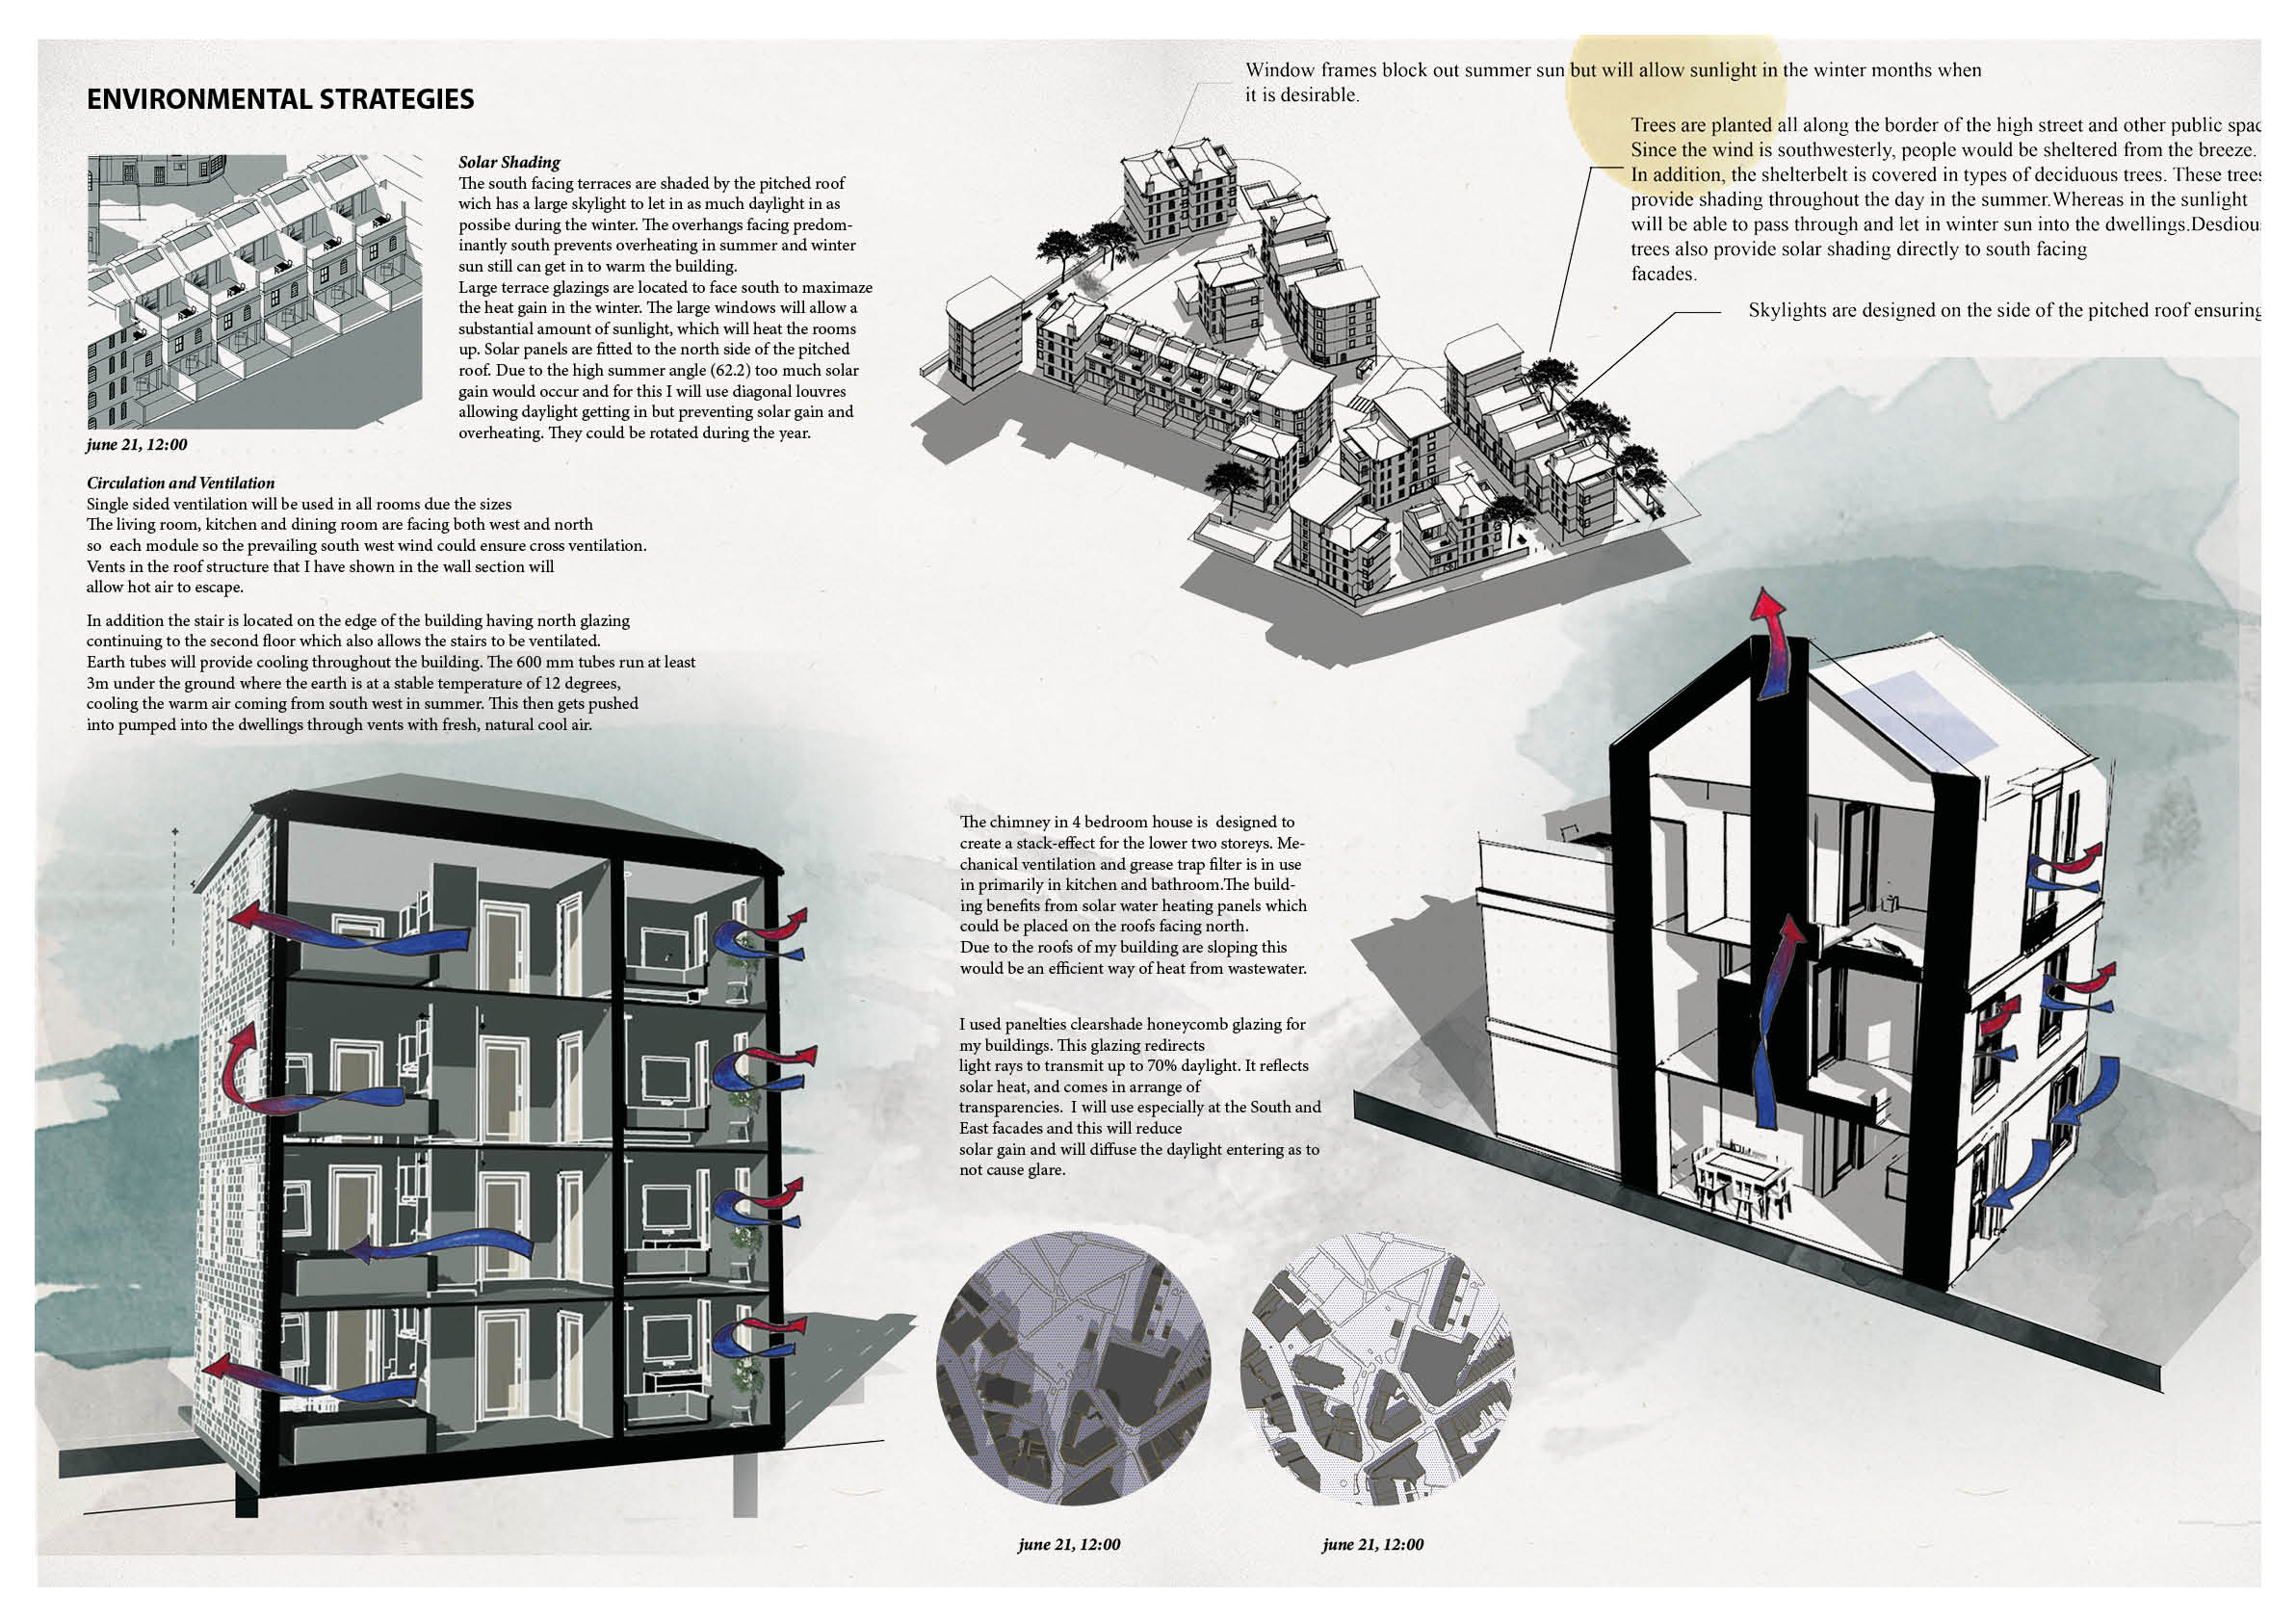 ENVIRONMENTAL STRATEGIES
Solar Shading
The south facing terraces are shaded by the pitched roof
wich has a large skylight to let in as much daylight in as
possibe during the winter. The overhangs facing predom-
inantly south prevents overheating in summer and winter
sun still can get in to warm the building.
Large terrace glazings are located to face south to maximaze
the heat gain in the winter. The large windows will allow a
substantial amount of sunlight, which will heat the rooms
up. Solar panels are fitted to the north side of the pitched
roof. Due to the high summer angle (62.2) too much solar
gain would occur and for this I will use diagonal louvres
allowing daylight getting in but preventing solar gain and
overheating. They could be rotated during the year.
june 21, 12:00
Circulation and Ventilation
Single sided ventilation will be used in all rooms due the sizes
The living room, kitchen and dining room are facing both west and north
so each module so the prevailing south west wind could ensure cross ventilation.
Vents in the roof structure that I have shown in the wall section will
allow hot air to escape.
In addition the stair is located on the edge of the building having north glazing
continuing to the second floor which also allows the stairs to be ventilated.
Earth tubes will provide cooling throughout the building. The 600 mm tubes run at least
3m under the ground where the earth is at a stable temperature of 12 degrees,
cooling the warm air coming from south west in summer. This then gets pushed
into pumped into the dwellings through vents with fresh, natural cool air.
Window frames block out summer sun but will allow sunlight in the winter months when
it is desirable.
Trees are planted all along the border of the high street and other public spac
Since the wind is southwesterly, people would be sheltered from the breeze.
In addition, the shelterbelt is covered in types of deciduous trees. These trees
provide shading throughout the day in the summer.Whereas in the sunlight
will be able to pass through and let in winter sun into the dwellings.Desdiou
trees also provide solar shading directly to south facing
facades.
Skylights are designed on the side of the pitched roof ensuring
The chimney in 4 bedroom house is designed to
create a stack-effect for the lower two storeys. Me-
chanical ventilation and grease trap filter is in use
in primarily in kitchen and bathroom.The build-
ing benefits from solar water heating panels which
could be placed on the roofs facing north.
Due to the roofs of my building are sloping this
would be an efficient way of heat from wastewater.
I used panelties clearshade honeycomb glazing for
my buildings. This glazing redirects
light rays to transmit up to 70% daylight. It reflects
solar heat, and comes in arrange of
transparencies. I will use especially at the South and
East facades and this will reduce
solar gain and will diffuse the daylight entering as to
not cause glare.
june 21, 12:00
june 21, 12:00